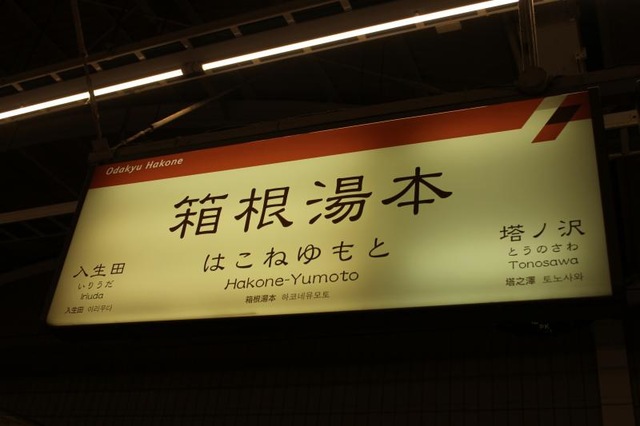 Odakyu Hakone
箱根湯本
はこねゆもと
Hakone-Yumoto
箱根湯本 하코네유모토
入生田
いりうだ
Iriuda
入生田 이리우다
塔ノ沢
とうのさわ
Tonosawa
塔之澤 토노사와